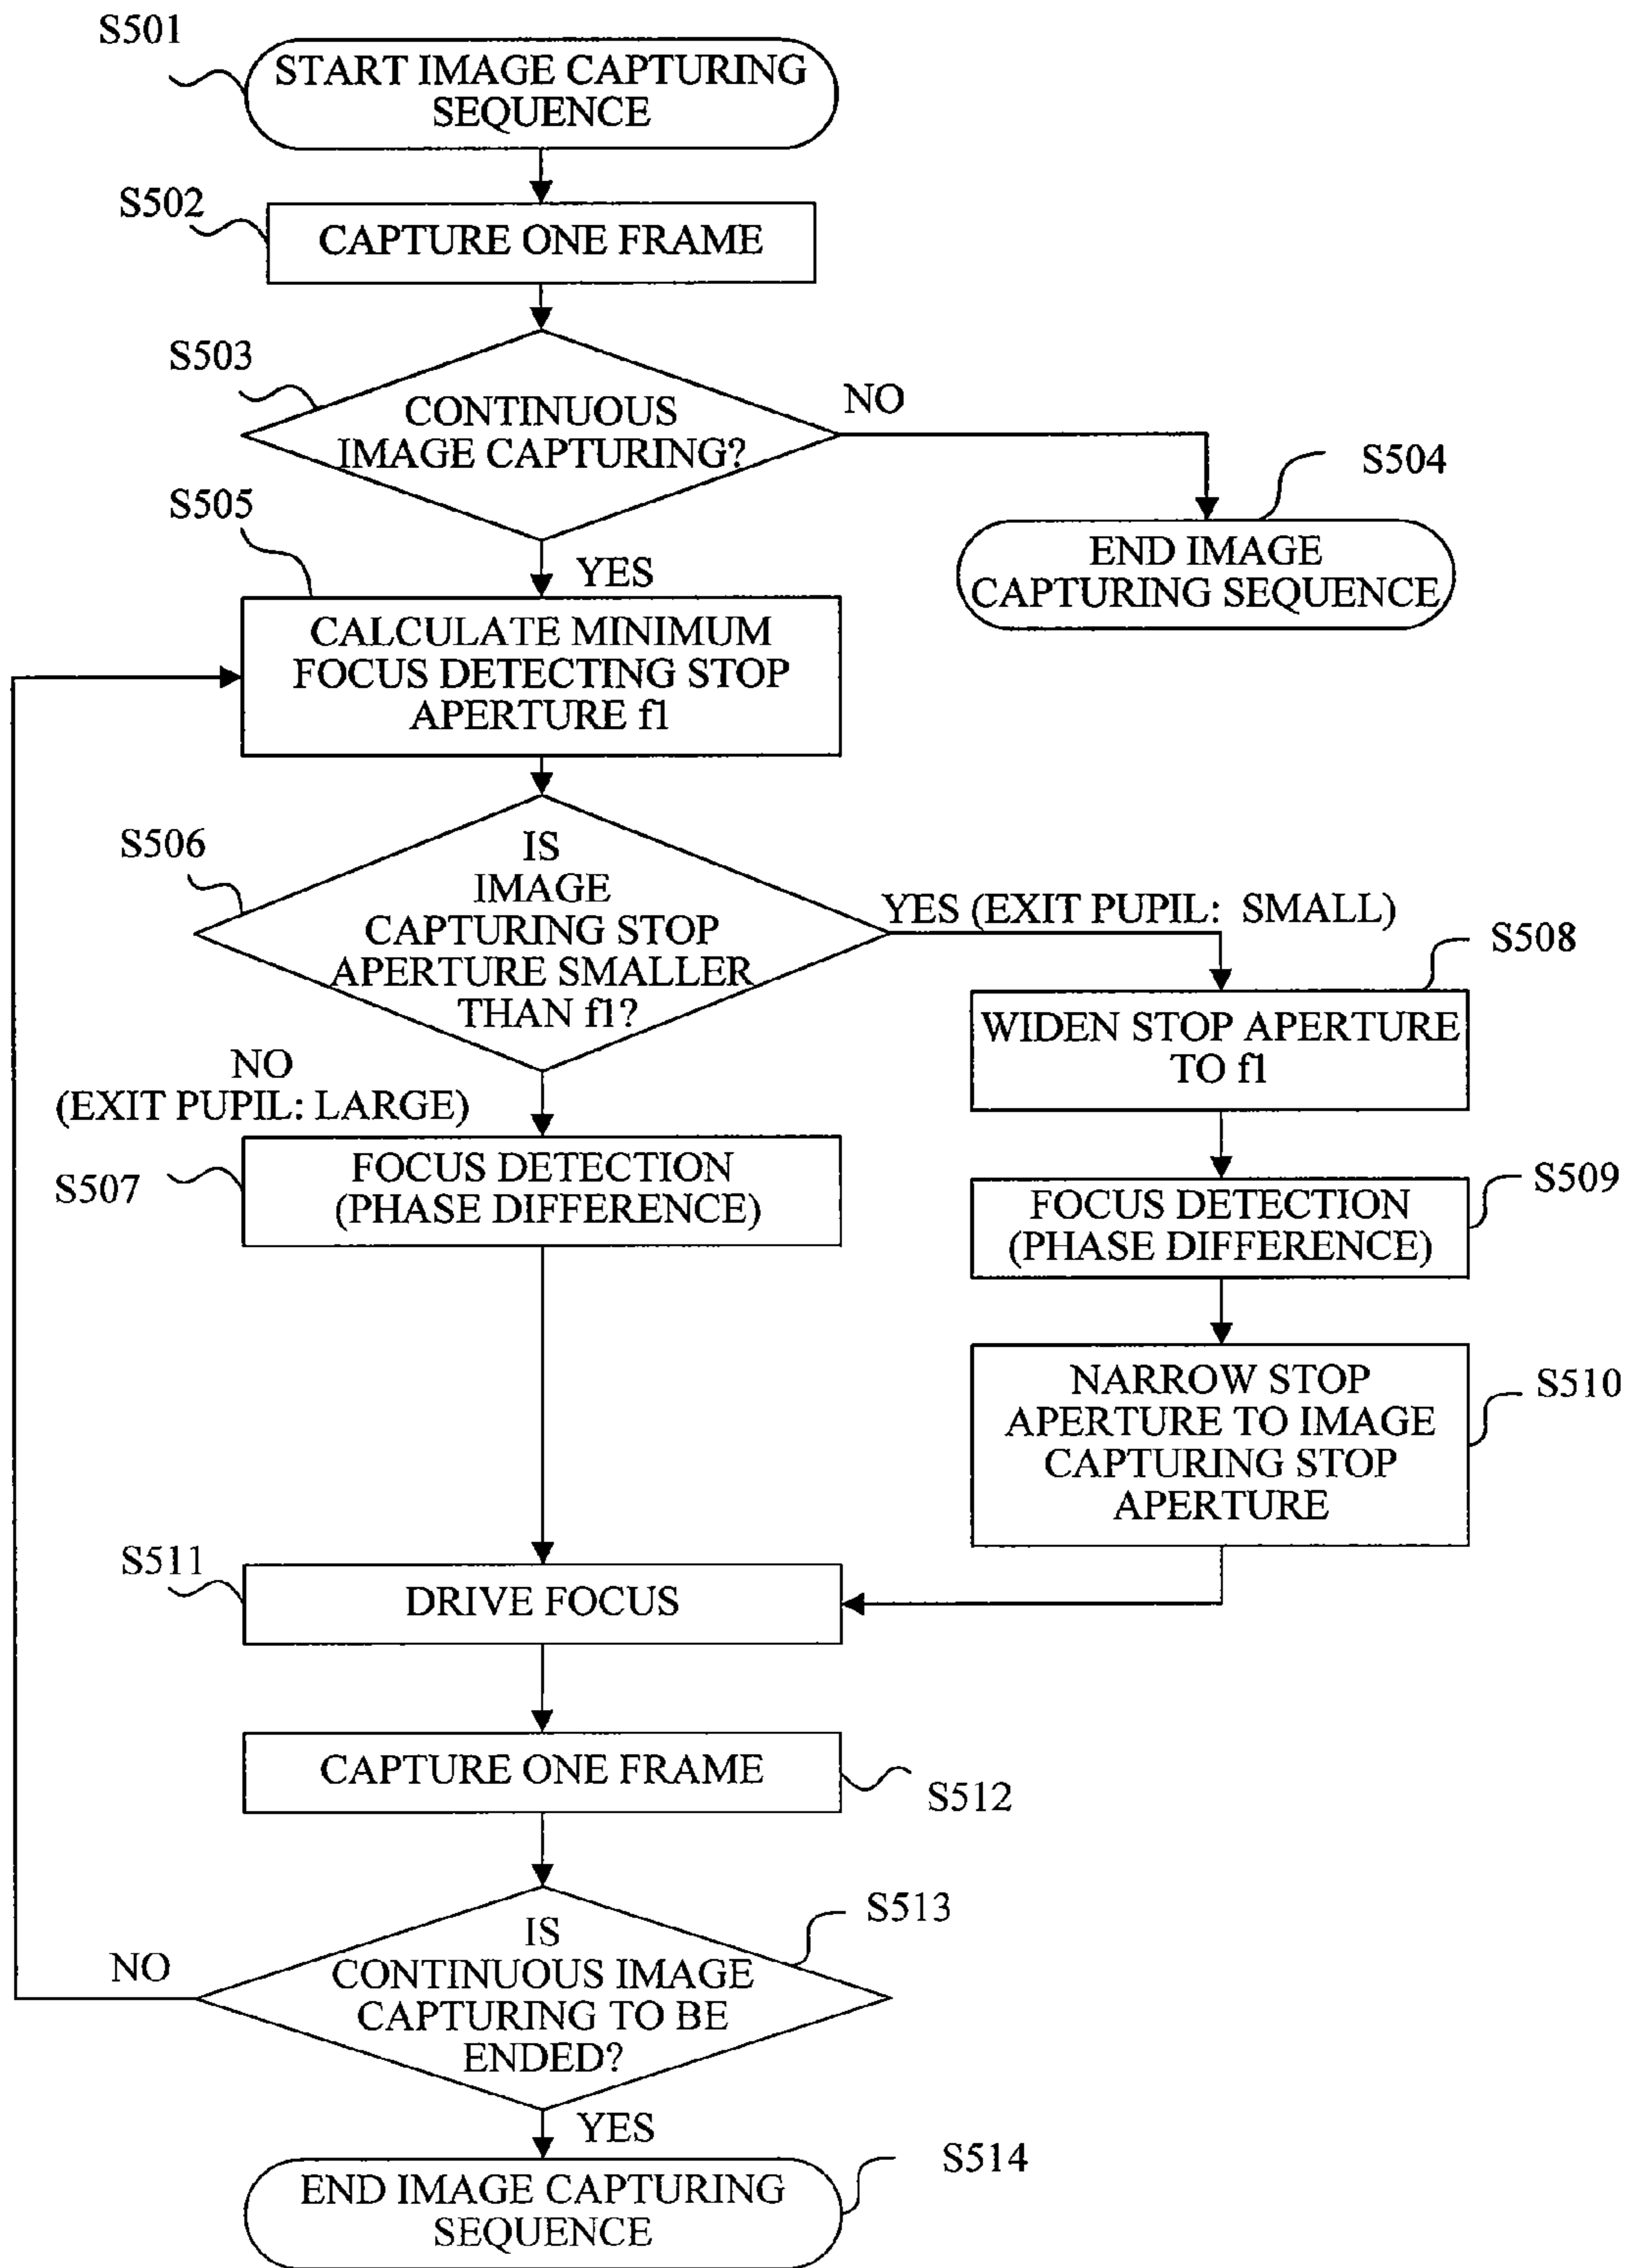 S501
START IMAGE CAPTURING
SEQUENCE
S502
CAPTURE ONE FRAME
S503
CONTINUOUS
IMAGE CAPTURING?
NO
S504
END IMAGE
CAPTURING SEQUENCE
YES
S505
CALCULATE MINIMUM
FOCUS DETECTING STOP
APERTURE f1
S506
IS
IMAGE
CAPTURING STOP
APERTURE SMALLER
THAN f1?
YES (EXIT PUPIL: SMALL)
NO
(EXIT PUPIL: LARGE)
S507
FOCUS DETECTION
(PHASE DIFFERENCE)
S508
WIDEN STOP APERTURE
TO f1
S509
FOCUS DETECTION
(PHASE DIFFERENCE)
S510
NARROW STOP
APERTURE TO IMAGE
CAPTURING STOP
APERTURE
S511
DRIVE FOCUS
CAPTURE ONE FRAME
S512
S513
IS
CONTINUOUS IMAGE
CAPTURING TO BE
ENDED?
NO
YES
S514
END IMAGE CAPTURING
SEQUENCE